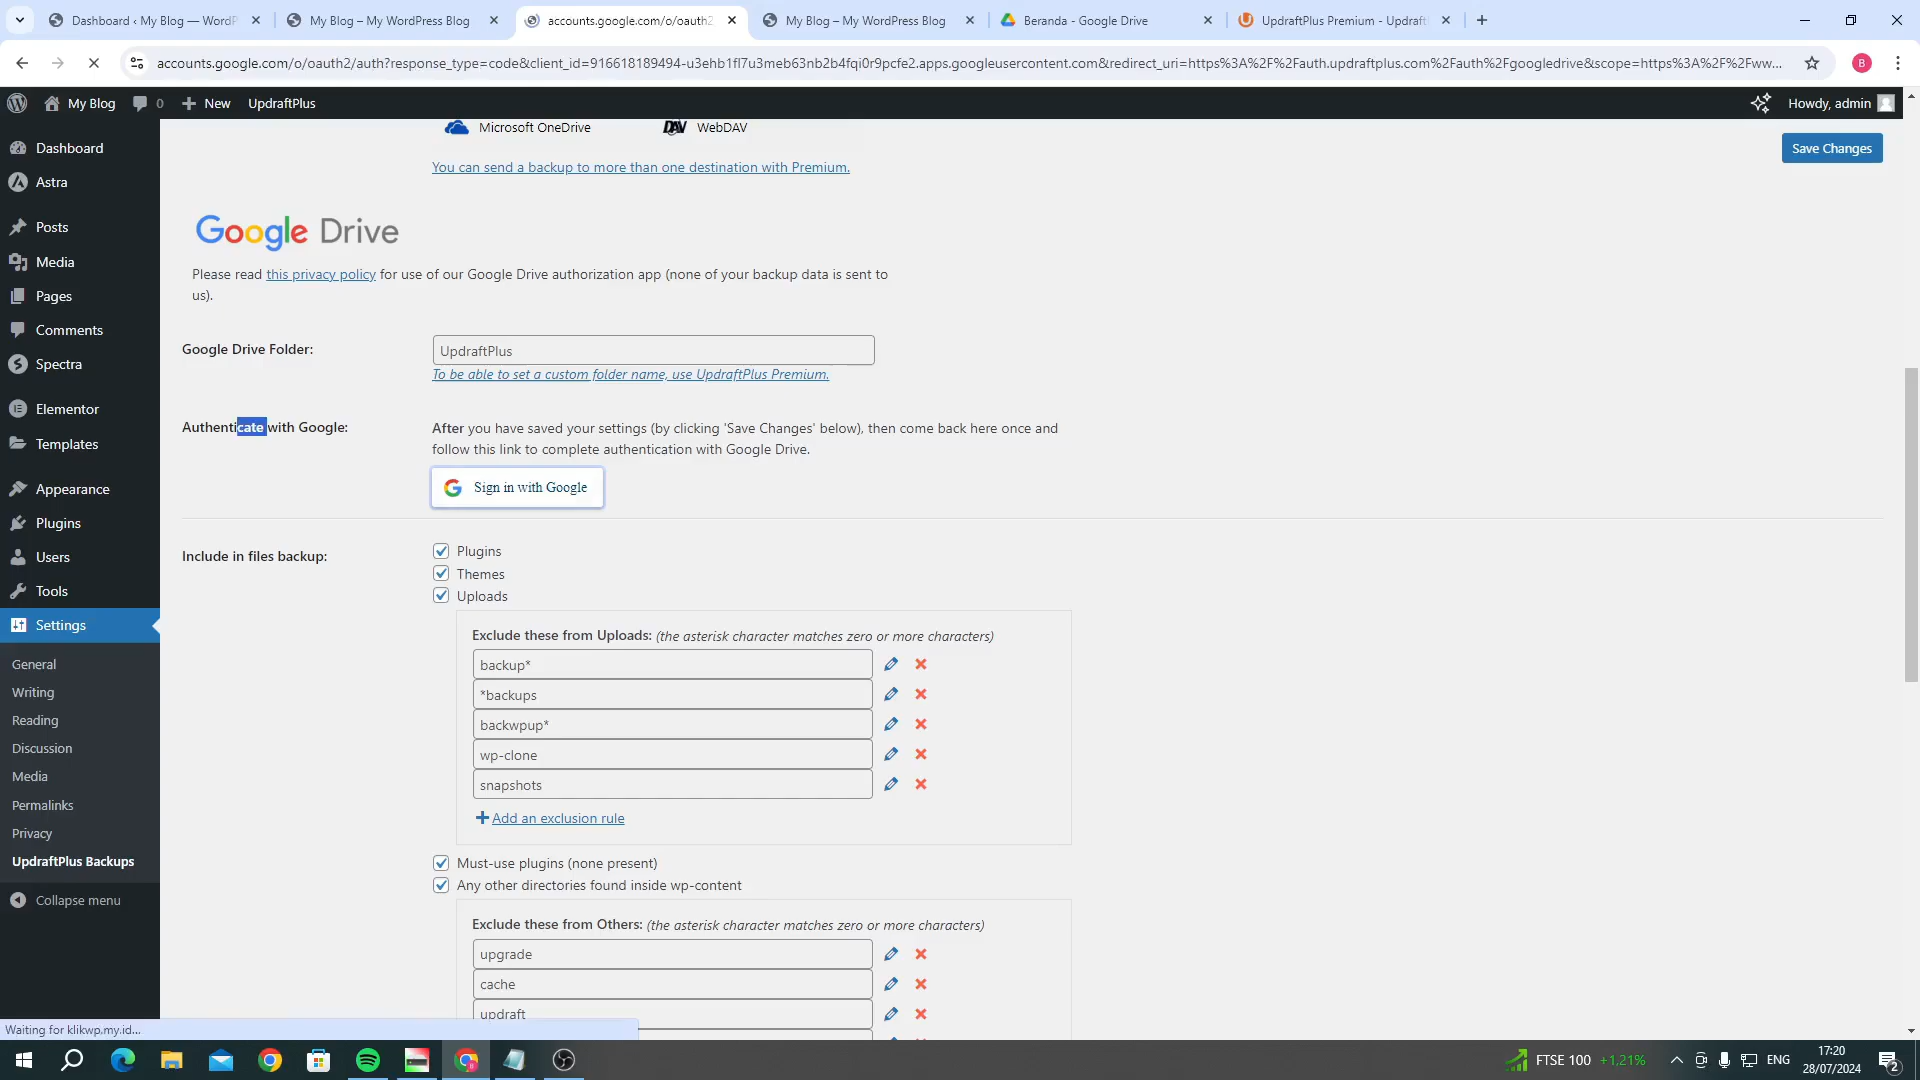 Dashboard ‹ My Blog — WordP
My Blog – My WordPress Blog
accounts.google.com/o/oauth2
My Blog – My WordPress Blog
Beranda - Google Drive
UpdraftPlus Premium - Updraft
accounts.google.com/o/oauth2/auth?response_type=code&client_id=916618189494-u3ehb1fl7u3meb63nb2b4fqi0r9pcfe2.apps.googleusercontent.com&redirect_uri=https%3A%2F%2Fauth.updraftplus.com%2Fauth%2Fgoogledrive&scope=https%3A%2F%2Fww...
B
My Blog
0
New
UpdraftPlus
Howdy, admin
Dashboard
Astra
Posts
Media
Pages
Comments
Spectra
Elementor
Templates
Appearance
Plugins
Users
Tools
Settings
General
Writing
Reading
Discussion
Media
Permalinks
Privacy
UpdraftPlus Backups
Collapse menu
Microsoft OneDrive
DAV WebDAV
Save Changes
You can send a backup to more than one destination with Premium.
Google Drive
Please read this privacy policy for use of our Google Drive authorization app (none of your backup data is sent to
us).
Google Drive Folder:
UpdraftPlus
To be able to set a custom folder name, use UpdraftPlus Premium.
Authenticate with Google:
After you have saved your settings (by clicking 'Save Changes' below), then come back here once and
follow this link to complete authentication with Google Drive.
Sign in with Google
Include in files backup:
Plugins
Themes
Uploads
Exclude these from Uploads: (the asterisk character matches zero or more characters)
backup*
*backups
backwpup*
wp-clone
snapshots
Add an exclusion rule
Must-use plugins (none present)
Any other directories found inside wp-content
Exclude these from Others: (the asterisk character matches zero or more characters)
upgrade
cache
updraft
Waiting for klikwp.my.id...
FTSE 100 +1,21%
ENG
17:20
28/07/2024
2